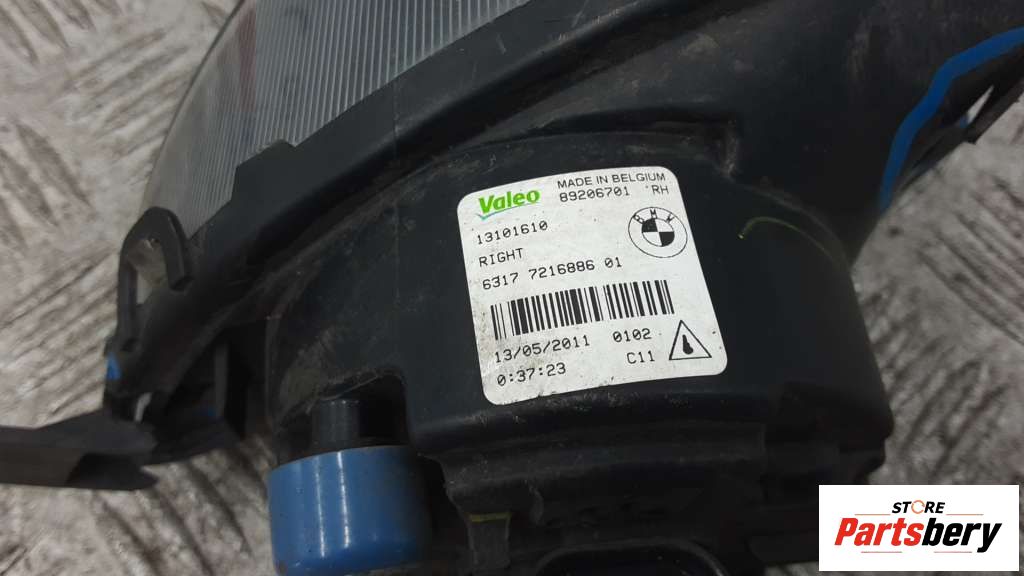 Valeo MADE IN BELGIUM
89206701 RH
13101610
BMW
RIGHT
6317 7216886 01
13/05/2011 0102
0:37:23 C11
STORE
Partsbery